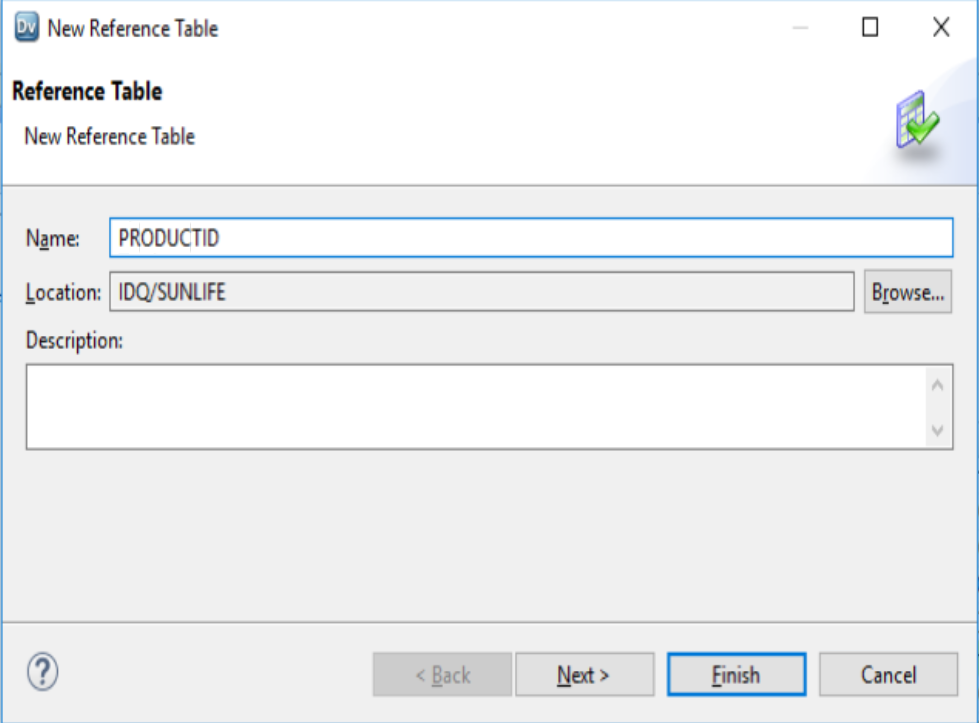 Dv New Reference Table
Reference Table
New Reference Table
Name: PRODUCTID
Location: IDQ/SUNLIFE Browse...
Description:
? < Back Next > Finish Cancel